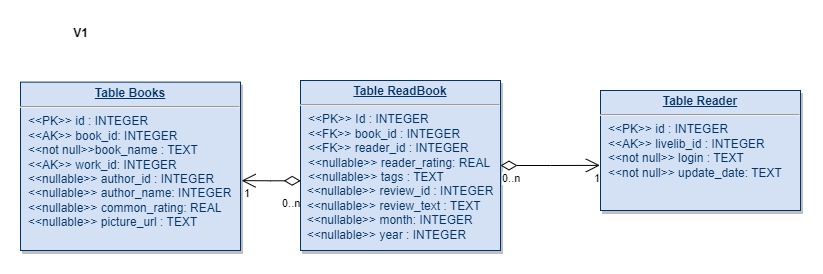 V1
Table Books
<<PK>> id : INTEGER
<<AK>> book_id: INTEGER
<<not null>>book_name : TEXT
<<AK>> work_id: INTEGER
<<nullable>> author_id : INTEGER
<<nullable>> author_name: INTEGER
<<nullable>> common_rating: REAL
<<nullable>> picture_url : TEXT
1
0..n
Table ReadBook
<<PK>> Id : INTEGER
<<FK>> book_id : INTEGER
<<FK>> reader_id : INTEGER
<<nullable>> reader_rating: REAL
<<nullable>> tags : TEXT
<<nullable>> review_id : INTEGER
<<nullable>> review_text : TEXT
<<nullable>> month: INTEGER
<<nullable>> year : INTEGER
0..n
1
Table Reader
<<PK>> id : INTEGER
<<AK>> livelib_id : INTEGER
<<not null>> login : TEXT
<<not null>> update_date: TEXT